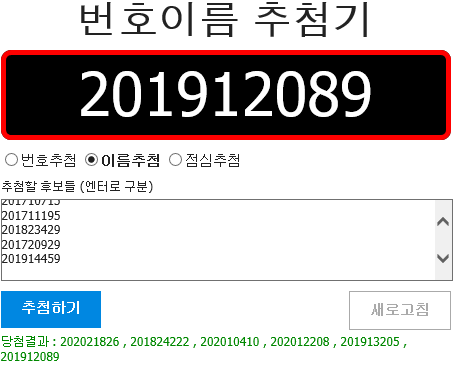 번호이름 추첨기
201912089
번호추첨 이름추첨 점심추첨
추첨할 후보들 (엔터로 구분)
201710715
201711195
201823429
201720929
201914459
추첨하기 새로고침
당첨결과 : 202021826 , 201824222 , 202010410 , 202012208 , 201913205 ,
201912089